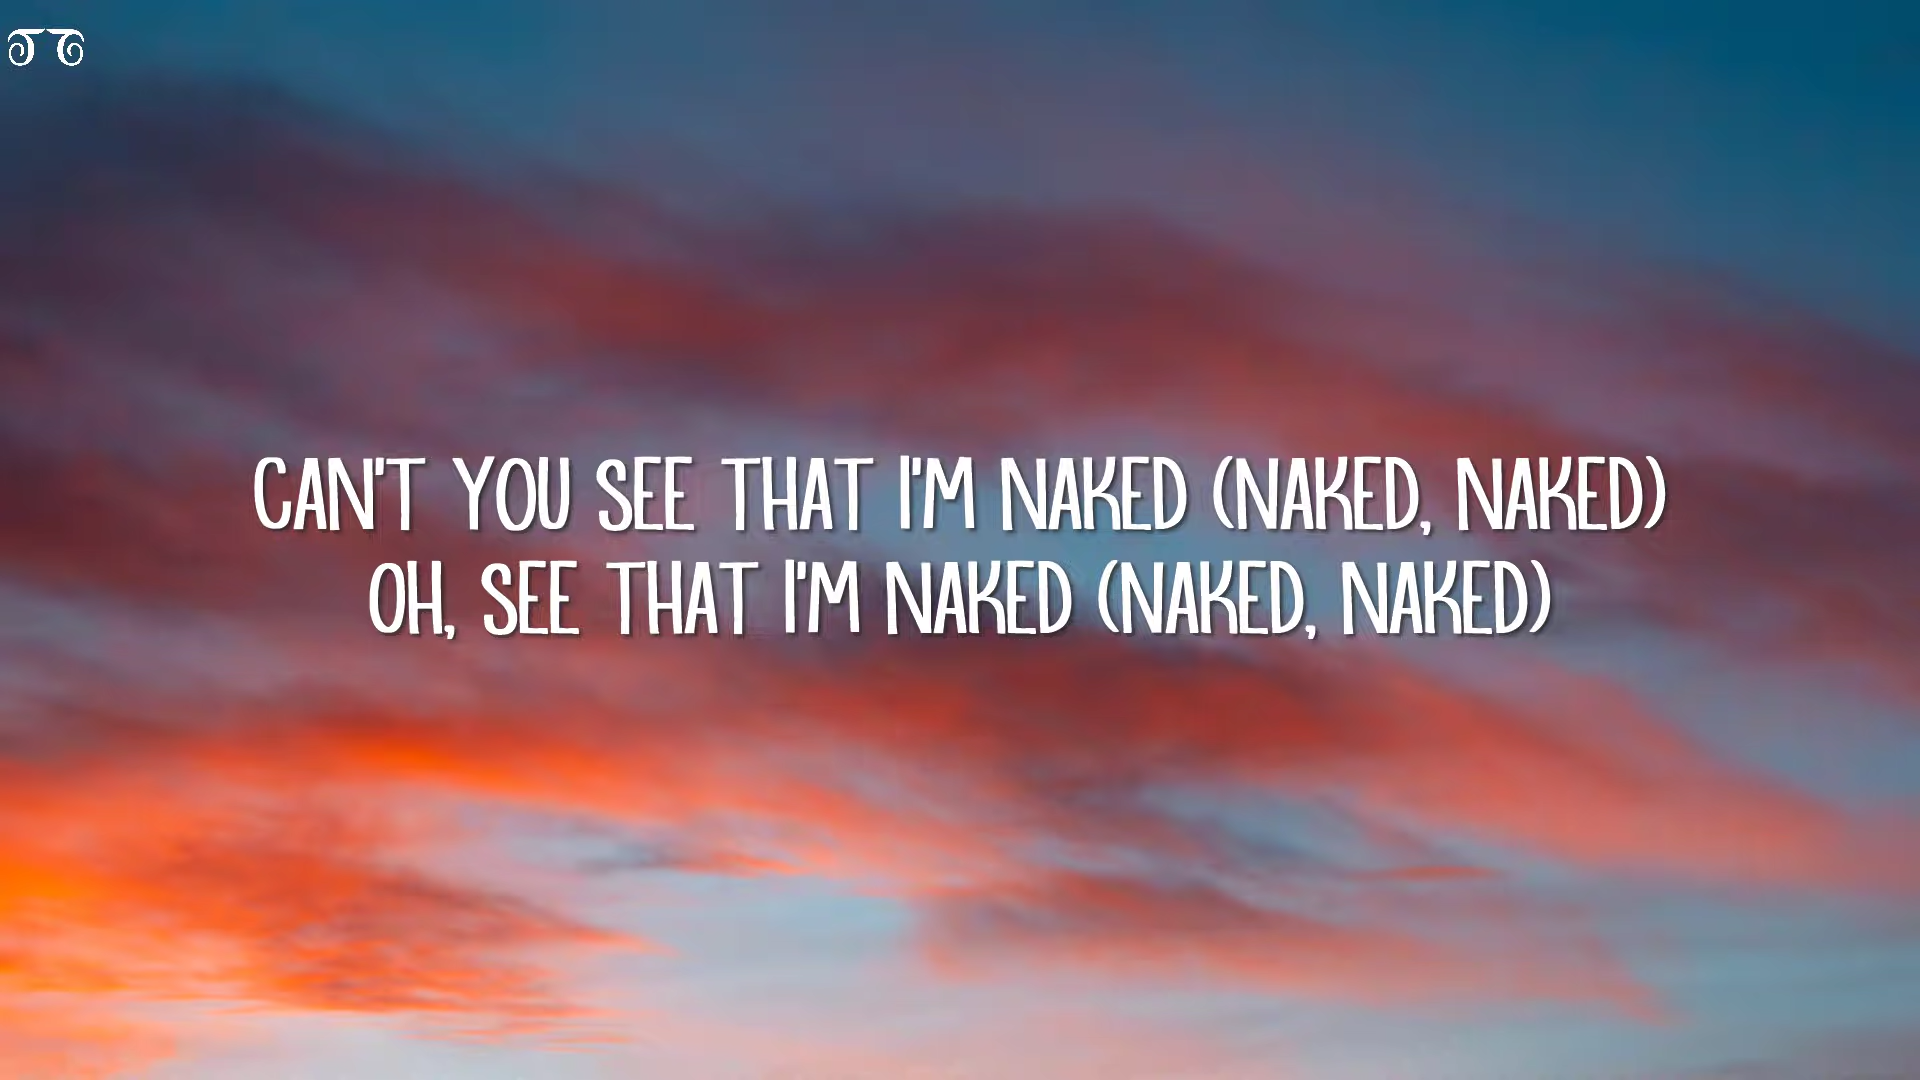 CAN'T YOU SEE THAT I'M NAKED (NAKED, NAKED)
OH, SEE THAT I'M NAKED (NAKED, NAKED)